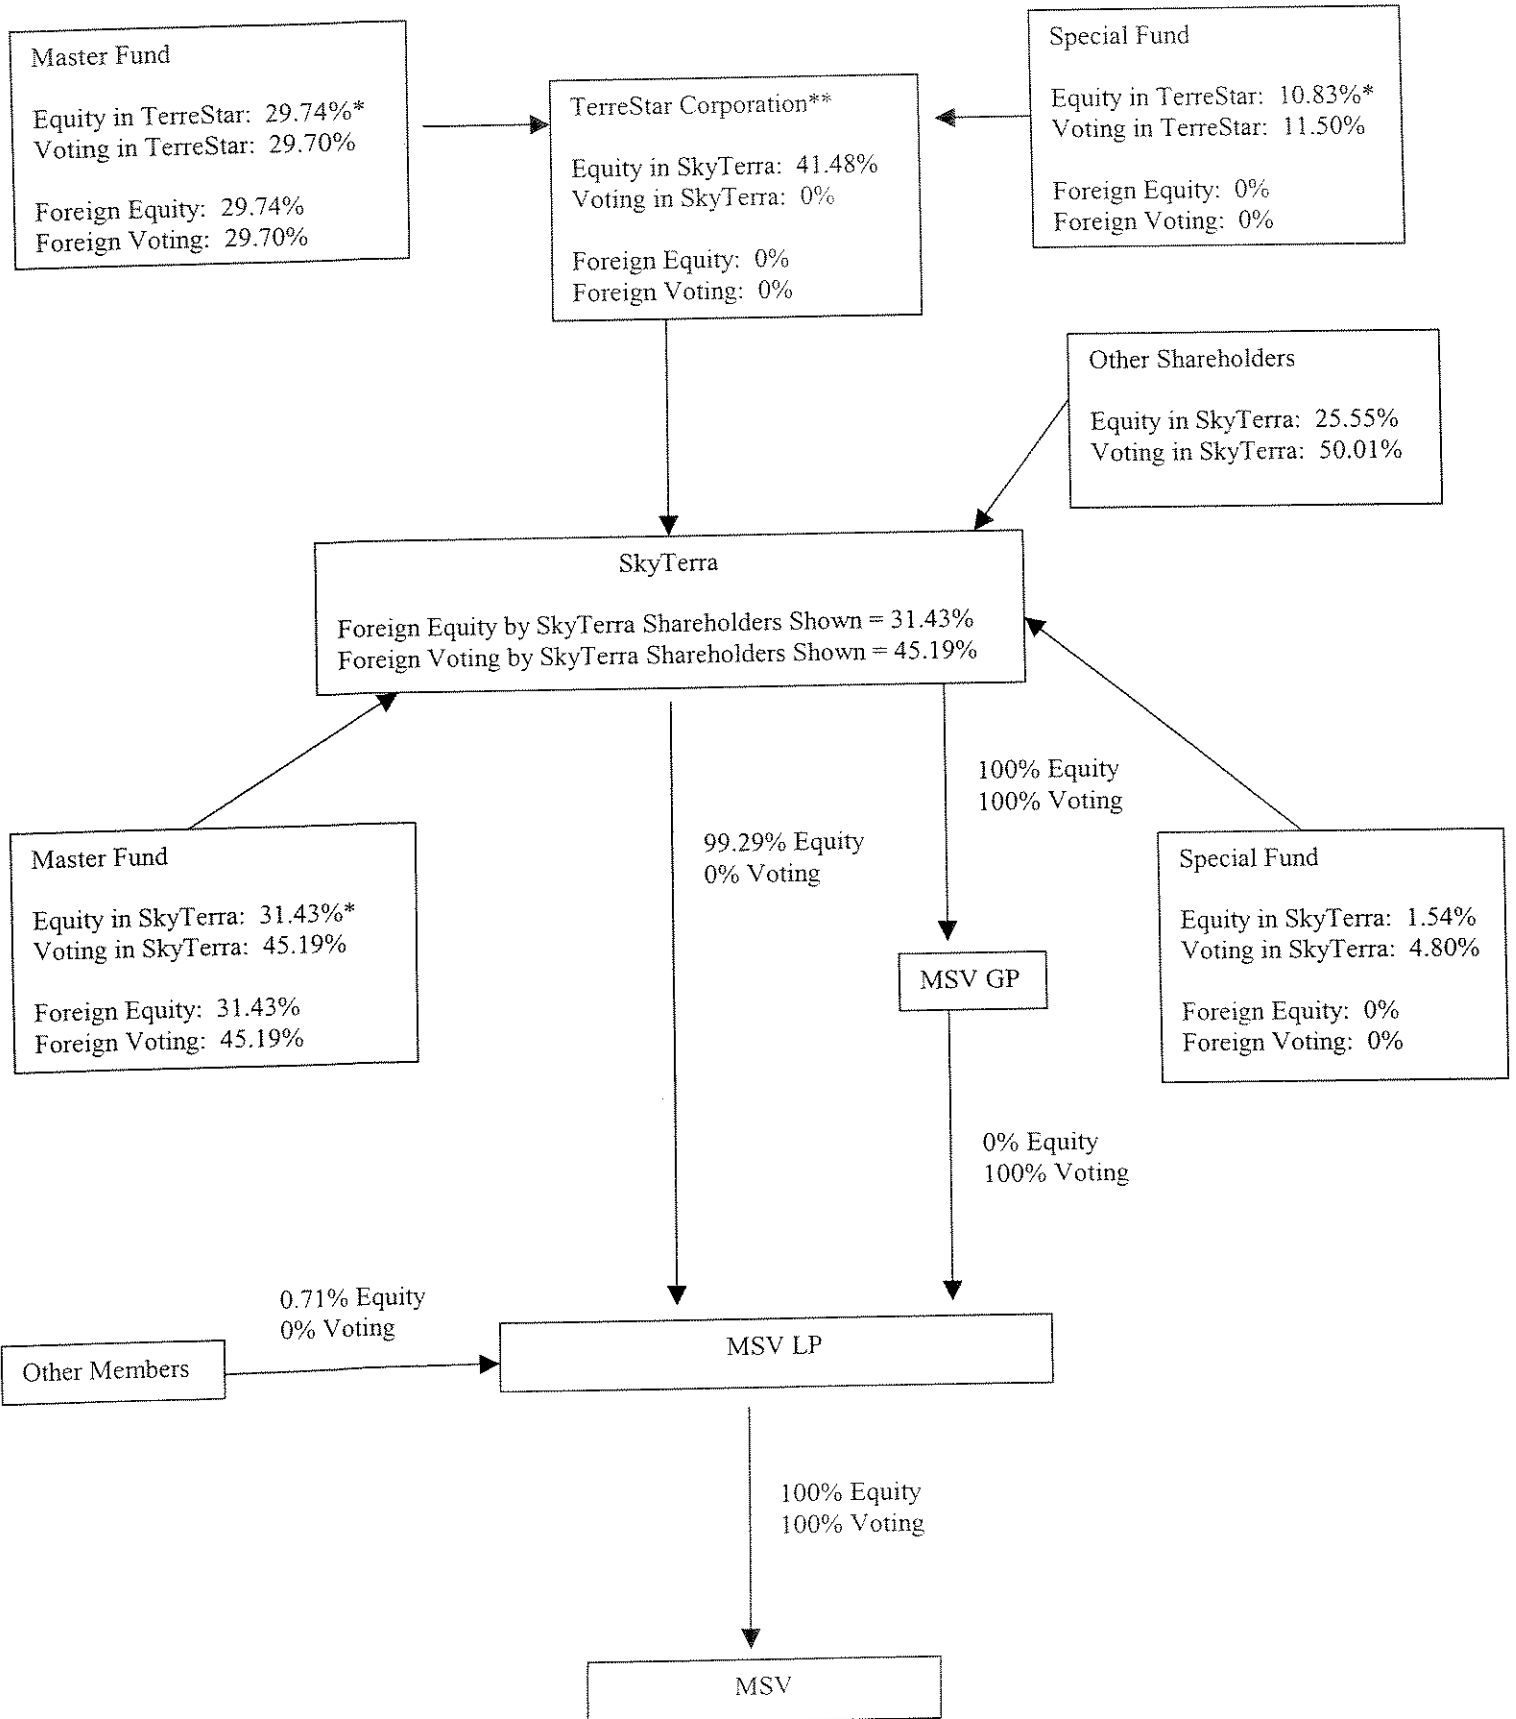 Master Fund
Equity in TerreStar: 29.74%*
Voting in TerreStar: 29.70%
Foreign Equity: 29.74%
Foreign Voting: 29.70%
TerreStar Corporation**
Equity in SkyTerra: 41.48%
Voting in SkyTerra: 0%
Foreign Equity: 0%
Foreign Voting: 0%
Special Fund
Equity in TerreStar: 10.83%*
Voting in TerreStar: 11.50%
Foreign Equity: 0%
Foreign Voting: 0%
Other Shareholders
Equity in SkyTerra: 25.55%
Voting in SkyTerra: 50.01%
SkyTerra
Foreign Equity by SkyTerra Shareholders Shown = 31.43%
Foreign Voting by SkyTerra Shareholders Shown = 45.19%
Master Fund
Equity in SkyTerra: 31.43%*
Voting in SkyTerra: 45.19%
Foreign Equity: 31.43%
Foreign Voting: 45.19%
99.29% Equity
0% Voting
100% Equity
100% Voting
MSV GP
Special Fund
Equity in SkyTerra: 1.54%
Voting in SkyTerra: 4.80%
Foreign Equity: 0%
Foreign Voting: 0%
0% Equity
100% Voting
0.71% Equity
0% Voting
Other Members
MSV LP
100% Equity
100% Voting
MSV